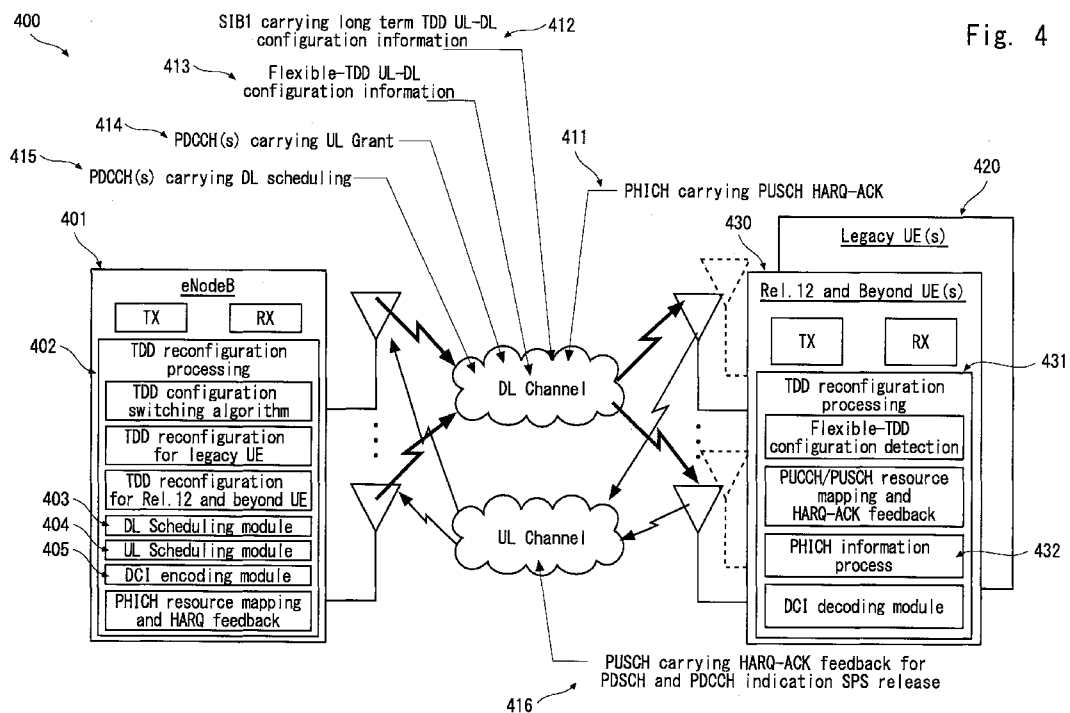 400
SIB1 carrying long term TDD UL-DL
configuration information
412
Fig. 4
413
Flexible-TDD UL-DL
configuration information
414
PDCCH(s) carrying UL Grant
415
PDCCH(s) carrying DL scheduling
411
PHICH carrying PUSCH HARQ-ACK
401
eNodeB
TX
RX
402
TDD reconfiguration
processing
TDD configuration
switching algorithm
TDD reconfiguration
for legacy UE
TDD reconfiguration
for Rel.12 and beyond UE
403
DL Scheduling module
404
UL Scheduling module
405
DCI encoding module
PHICH resource mapping
and HARQ feedback
DL Channel
UL Channel
420
Legacy UE(s)
430
Rel.12 and Beyond UE(s)
TX
RX
431
TDD reconfiguration
processing
Flexible-TDD
configuration detection
PUCCH/PUSCH resource
mapping and
HARQ-ACK feedback
PHICH information
process
432
DCI decoding module
PUSCH carrying HARQ-ACK feedback for
PDSCH and PDCCH indication SPS release
416